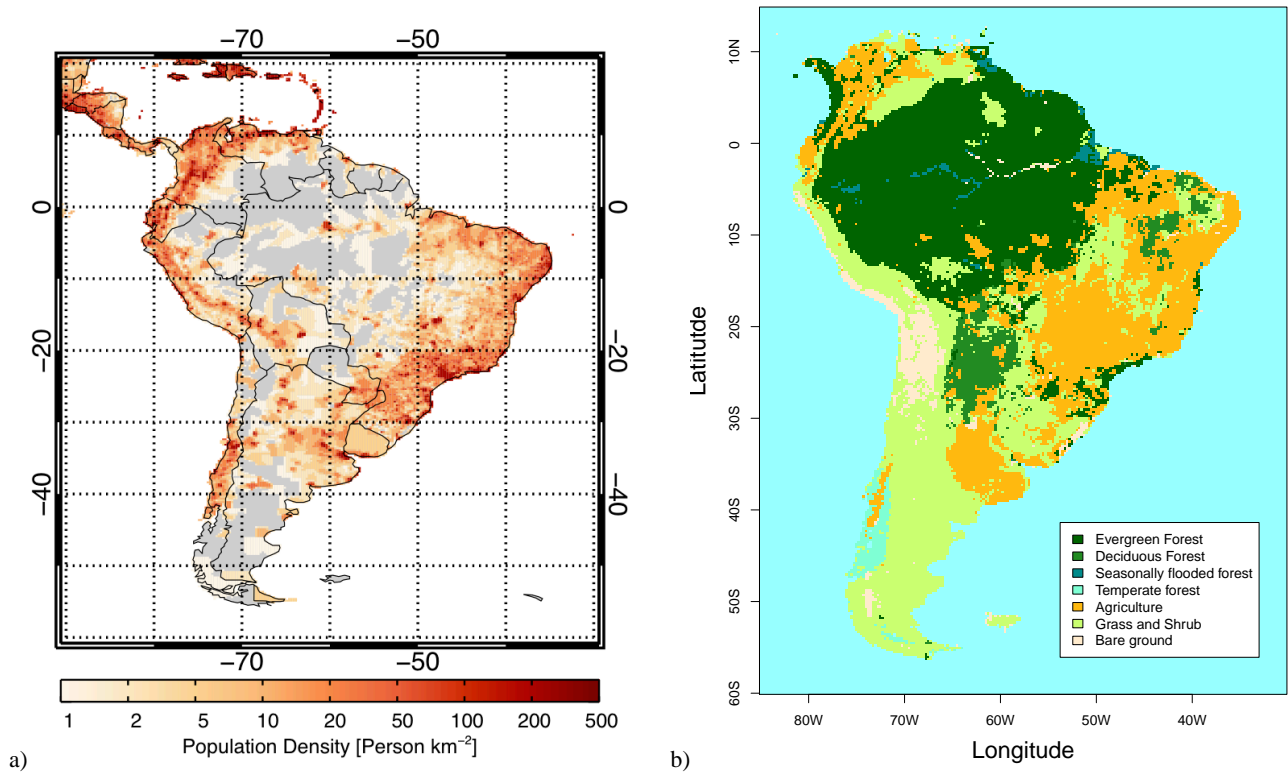 −70 −50
0 0
−20 −20
−40 −40
−70 −50
1 2 5 10 20 50 100 200 500
Population Density [Person km−2]
a)
10N
0
10S
20S
30S
40S
50S
60S
Latitutde
Evergreen Forest
Deciduous Forest
Seasonally flooded forest
Temperate forest
Agriculture
Grass and Shrub
Bare ground
80W 70W 60W 50W 40W
Longitude
b)